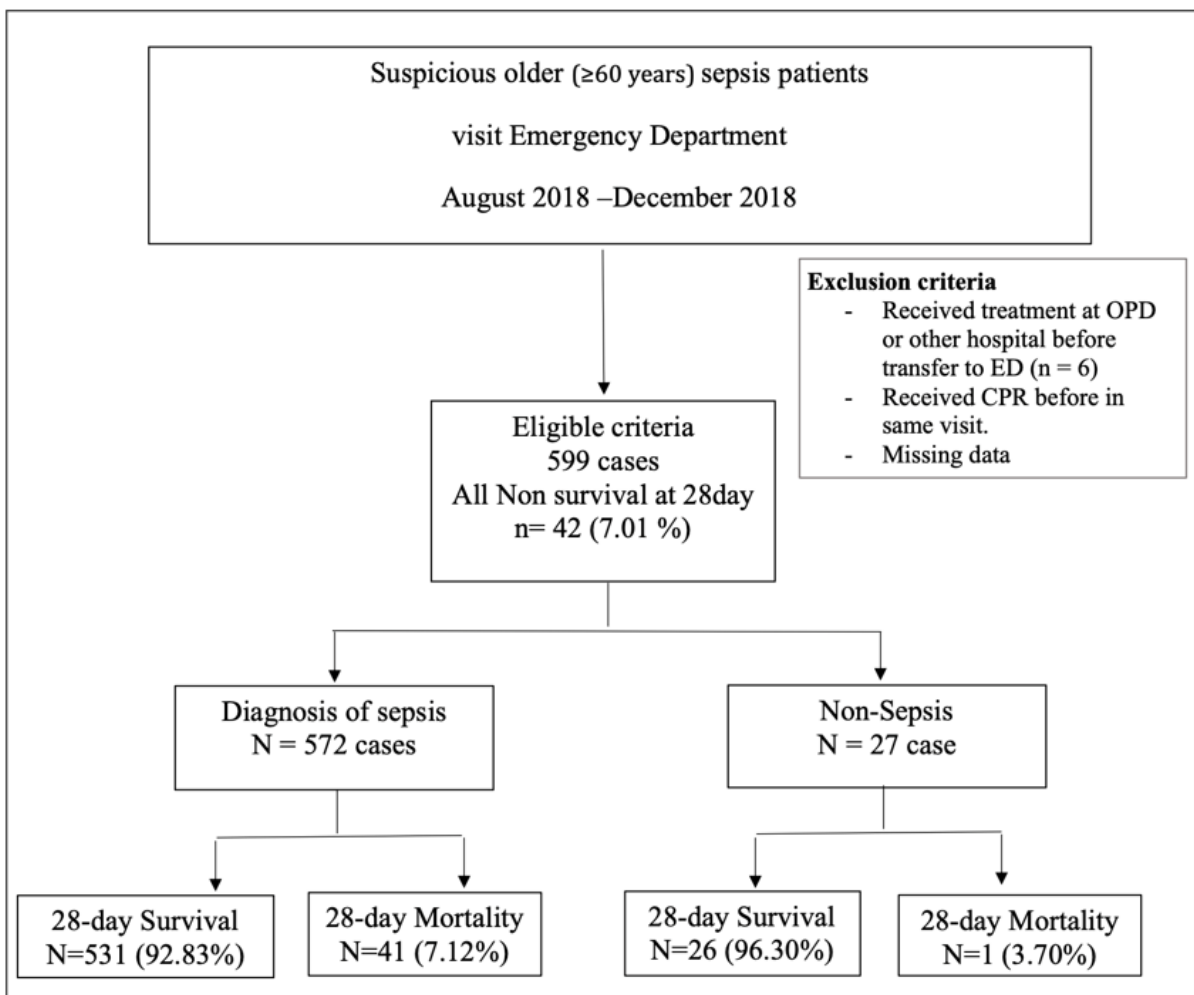 Suspicious older (≥60 years) sepsis patients
visit Emergency Department
August 2018 –December 2018
Exclusion criteria
- Received treatment at OPD
or other hospital before
transfer to ED (n = 6)
- Received CPR before in
same visit.
- Missing data
Eligible criteria
599 cases
All Non survival at 28day
n= 42 (7.01 %)
Diagnosis of sepsis
N = 572 cases
Non-Sepsis
N = 27 case
28-day Survival
N=531 (92.83%)
28-day Mortality
N=41 (7.12%)
28-day Survival
N=26 (96.30%)
28-day Mortality
N=1 (3.70%)